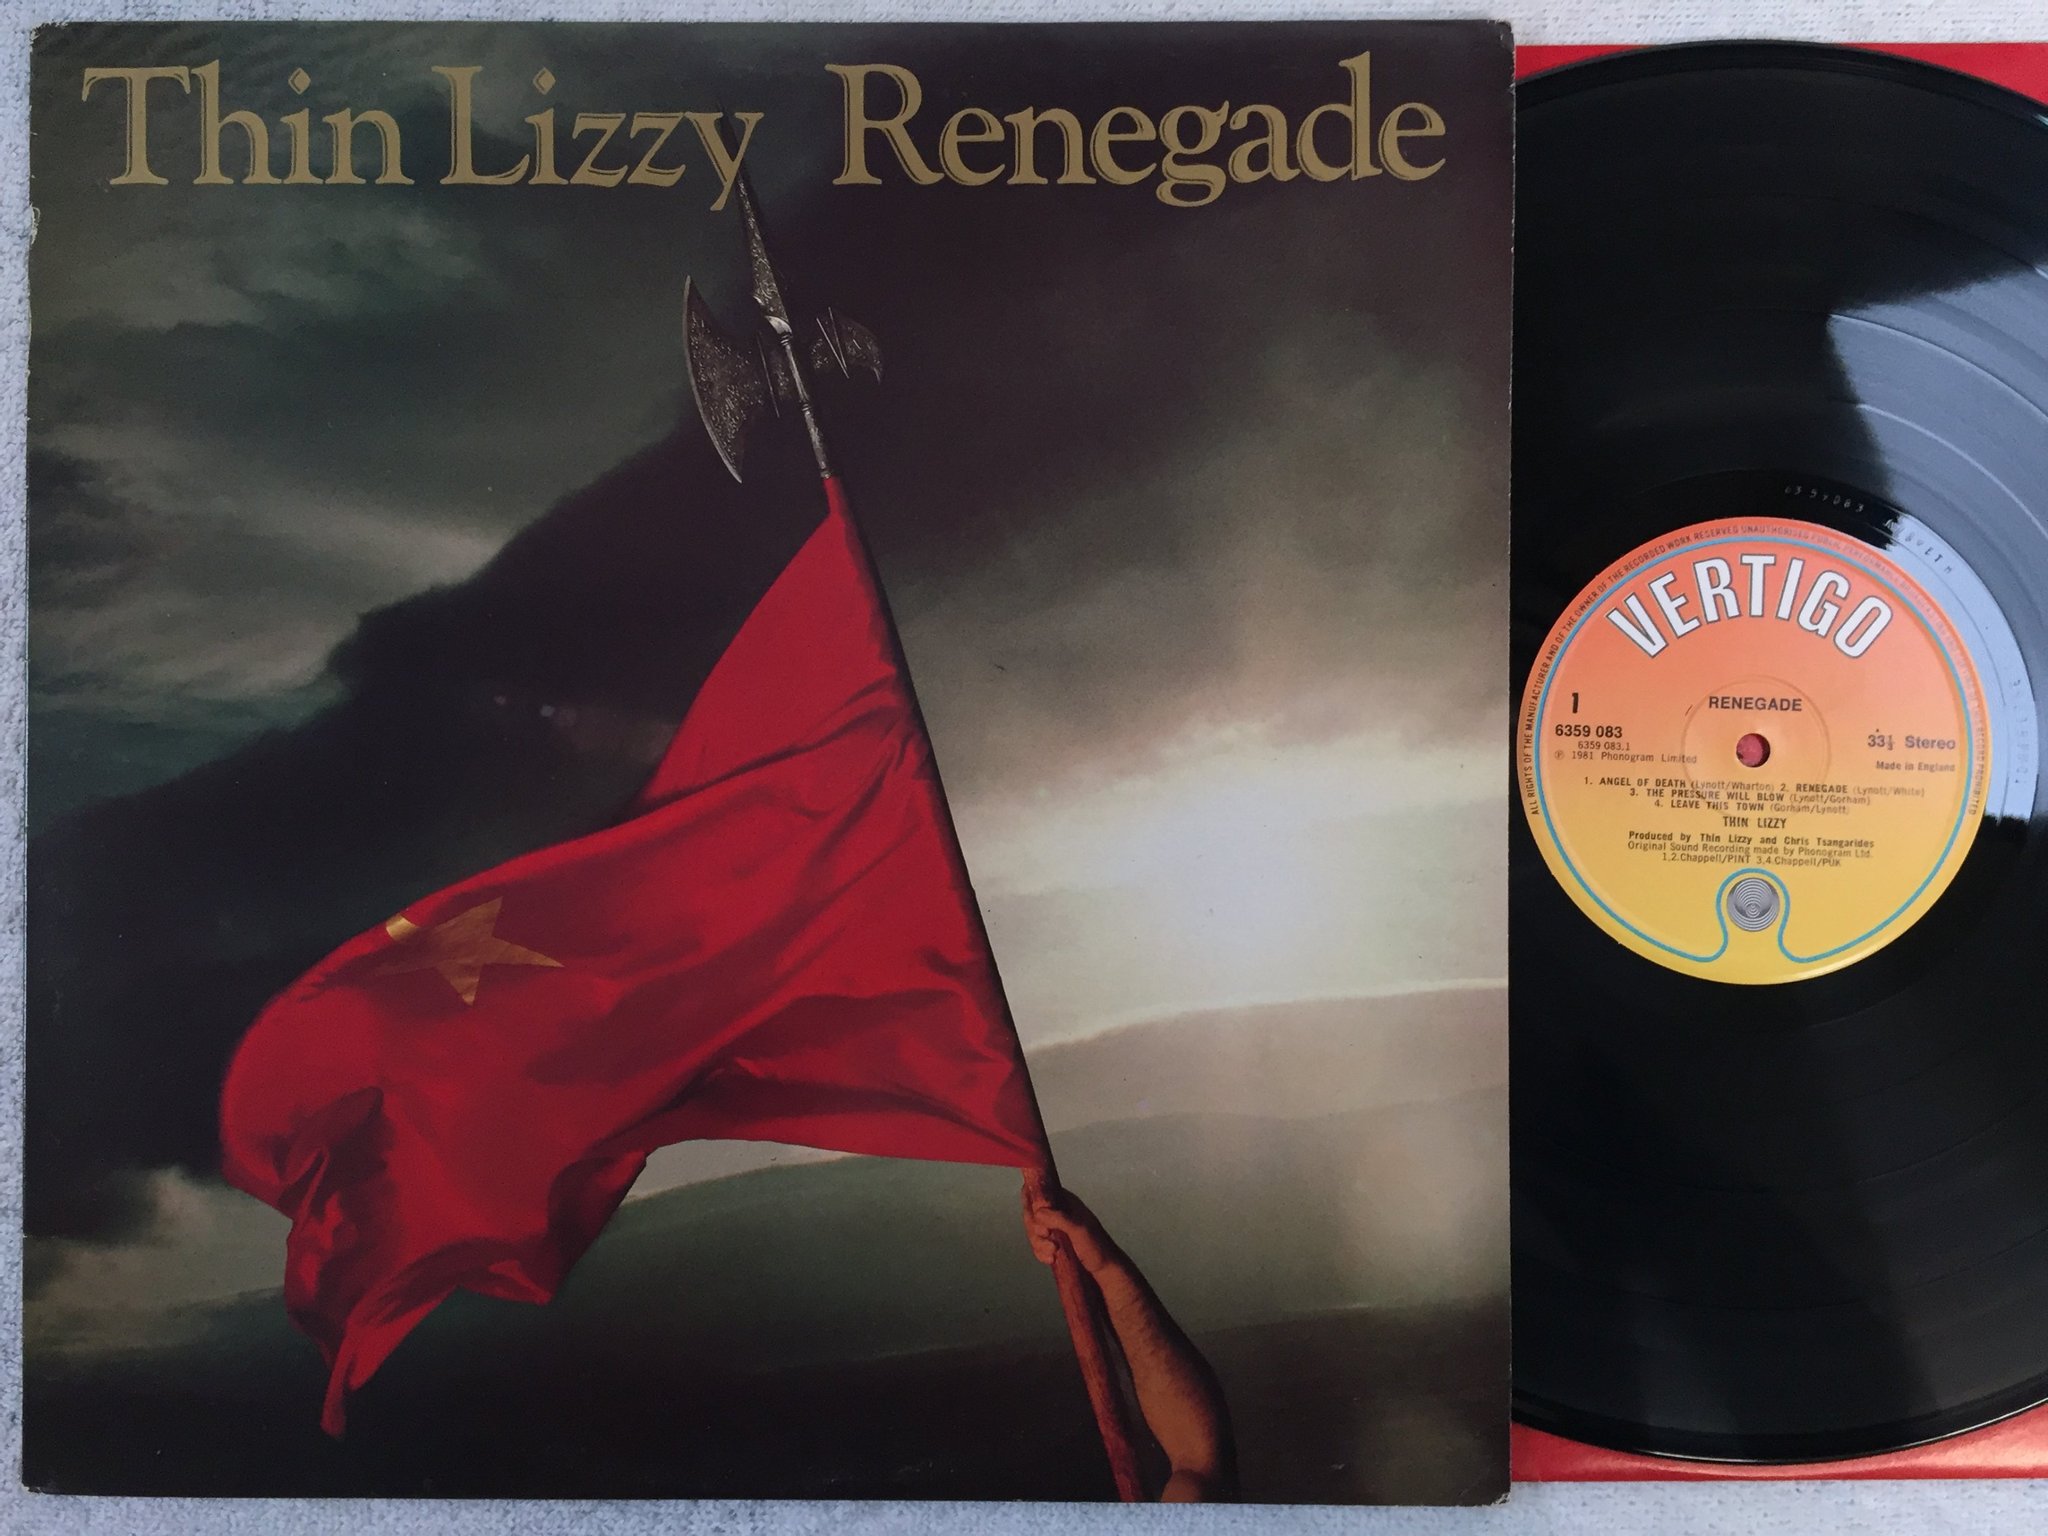 Thin Lizzy Renegade
VERTIGO
1
RENEGADE
6359 083
6359 083.1
℗ 1981 Phonogram Limited
33⅓ Stereo
Made in England
1. ANGEL OF DEATH (Lynott/Wharton) 2. RENEGADE (Lynott/White)
3. THE PRESSURE WILL BLOW (Lynott/Gorham)
4. LEAVE THIS TOWN (Gorham/Lynott)
THIN LIZZY
Produced by Thin Lizzy and Chris Tsangarides
Original Sound Recording made by Phonogram Ltd.
1,2.Chappell/PINT 3,4.Chappell/PUK
ALL RIGHTS OF THE MANUFACTURER AND OF THE OWNER OF THE RECORDED WORK RESERVED UNAUTHORISED PUBLIC PERFORMANCE